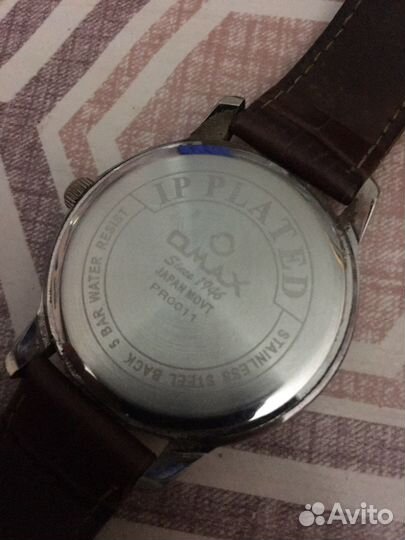 IP PLATED
OMAX
Since 1946
JAPAN MOVT
PR0011
5 BAR WATER RESIST
STAINLESS STEEL BACK
Avito